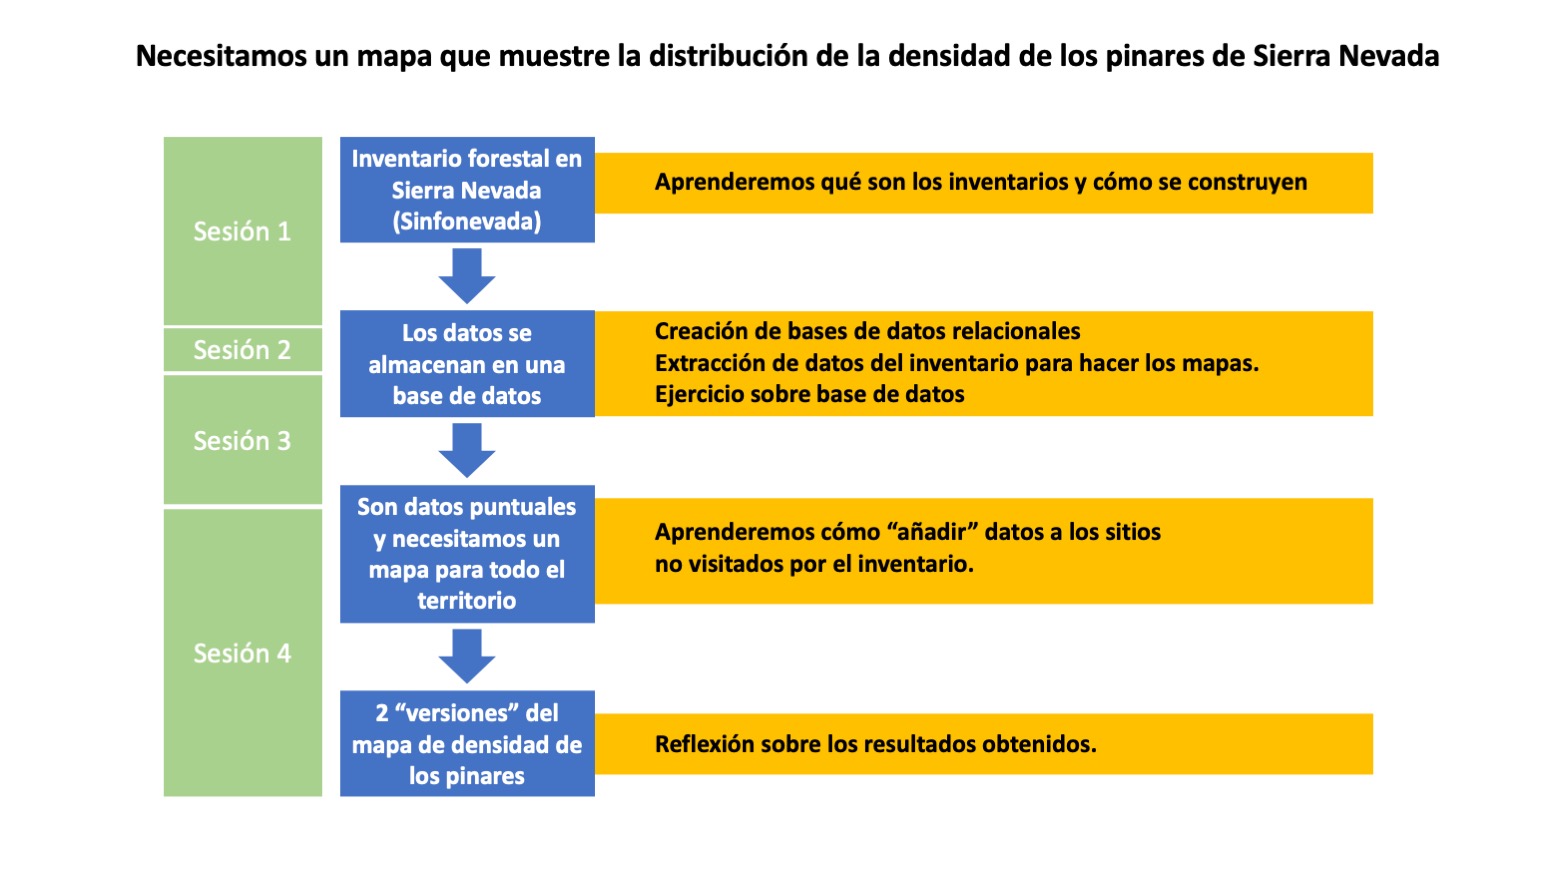 Necesitamos un mapa que muestre la distribución de la densidad de los pinares de Sierra Nevada
Sesión 1
Inventario forestal en
Sierra Nevada
(Sinfonevada)
Aprenderemos qué son los inventarios y cómo se construyen
Sesión 2
Los datos se
almacenan en una
base de datos
Creación de bases de datos relacionales
Extracción de datos del inventario para hacer los mapas.
Ejercicio sobre base de datos
Sesión 3
Son datos puntuales
y necesitamos un
mapa para todo el
territorio
Aprenderemos cómo “añadir” datos a los sitios
no visitados por el inventario.
Sesión 4
2 “versiones” del
mapa de densidad de
los pinares
Reflexión sobre los resultados obtenidos.